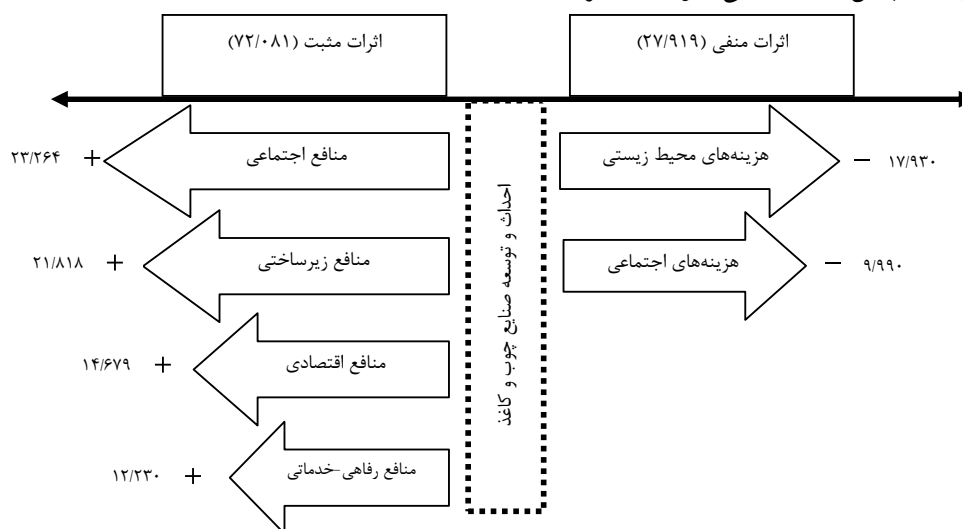 اثرات منفی (۲۷/۹۱۹)
اثرات مثبت (۷۲/۰۸۱)
هزینه‌های محیط زیستی
− ۱۷/۹۳۰
هزینه‌های اجتماعی
− ۹/۹۹۰
احداث و توسعه صنایع چوب و کاغذ
منافع اجتماعی
+ ۲۳/۲۶۴
منافع زیرساختی
+ ۲۱/۸۱۸
منافع اقتصادی
+ ۱۴/۶۷۹
منافع رفاهی-خدماتی
+ ۱۲/۲۳۰